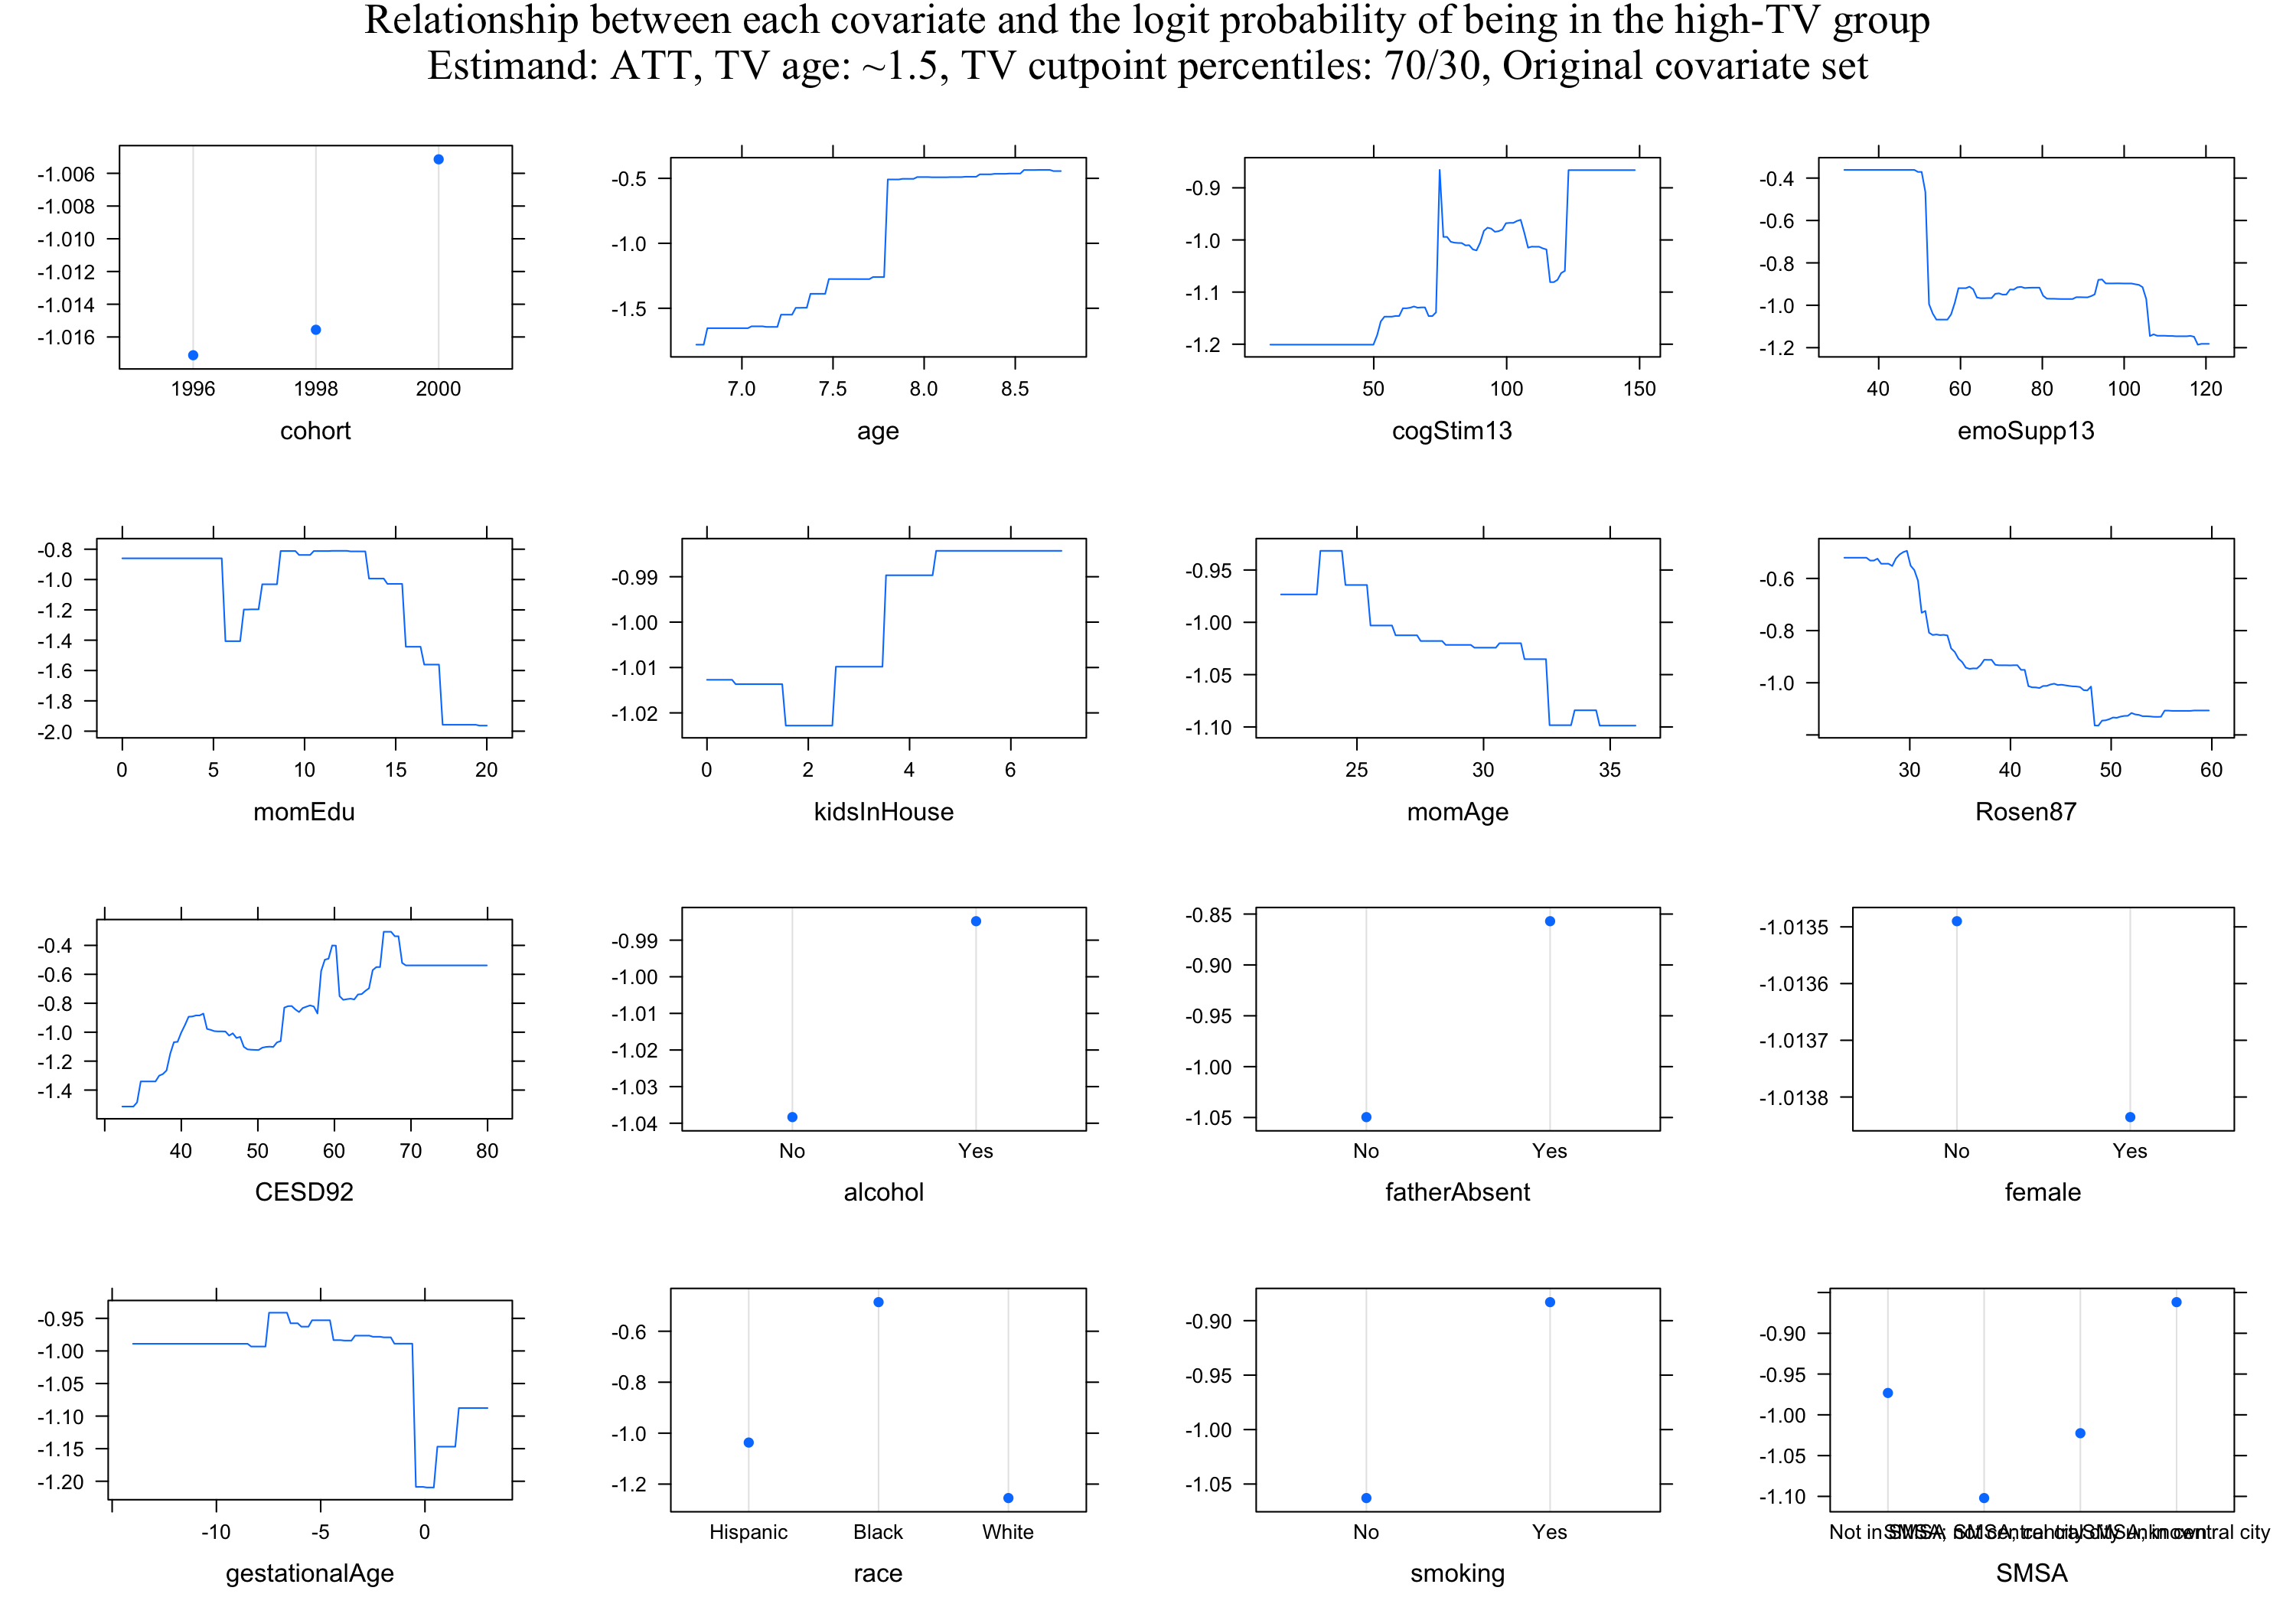 Relationship between each covariate and the logit probability of being in the high-TV group
Estimand: ATT, TV age: ~1.5, TV cutpoint percentiles: 70/30, Original covariate set
-1.006
-1.008
-1.010
-1.012
-1.014
-1.016
1996 1998 2000
cohort
-0.5
-1.0
-1.5
7.0 7.5 8.0 8.5
age
-0.9
-1.0
-1.1
-1.2
50 100 150
cogStim13
-0.4
-0.6
-0.8
-1.0
-1.2
40 60 80 100 120
emoSupp13
-0.8
-1.0
-1.2
-1.4
-1.6
-1.8
-2.0
0 5 10 15 20
momEdu
-0.99
-1.00
-1.01
-1.02
0 2 4 6
kidsInHouse
-0.95
-1.00
-1.05
-1.10
25 30 35
momAge
-0.6
-0.8
-1.0
30 40 50 60
Rosen87
-0.4
-0.6
-0.8
-1.0
-1.2
-1.4
40 50 60 70 80
CESD92
-0.99
-1.00
-1.01
-1.02
-1.03
-1.04
No Yes
alcohol
-0.85
-0.90
-0.95
-1.00
-1.05
No Yes
fatherAbsent
-1.0135
-1.0136
-1.0137
-1.0138
No Yes
female
-0.95
-1.00
-1.05
-1.10
-1.15
-1.20
-10 -5 0
gestationalAge
-0.6
-0.8
-1.0
-1.2
Hispanic Black White
race
-0.90
-0.95
-1.00
-1.05
No Yes
smoking
-0.90
-0.95
-1.00
-1.05
-1.10
Not in central city
SMSA